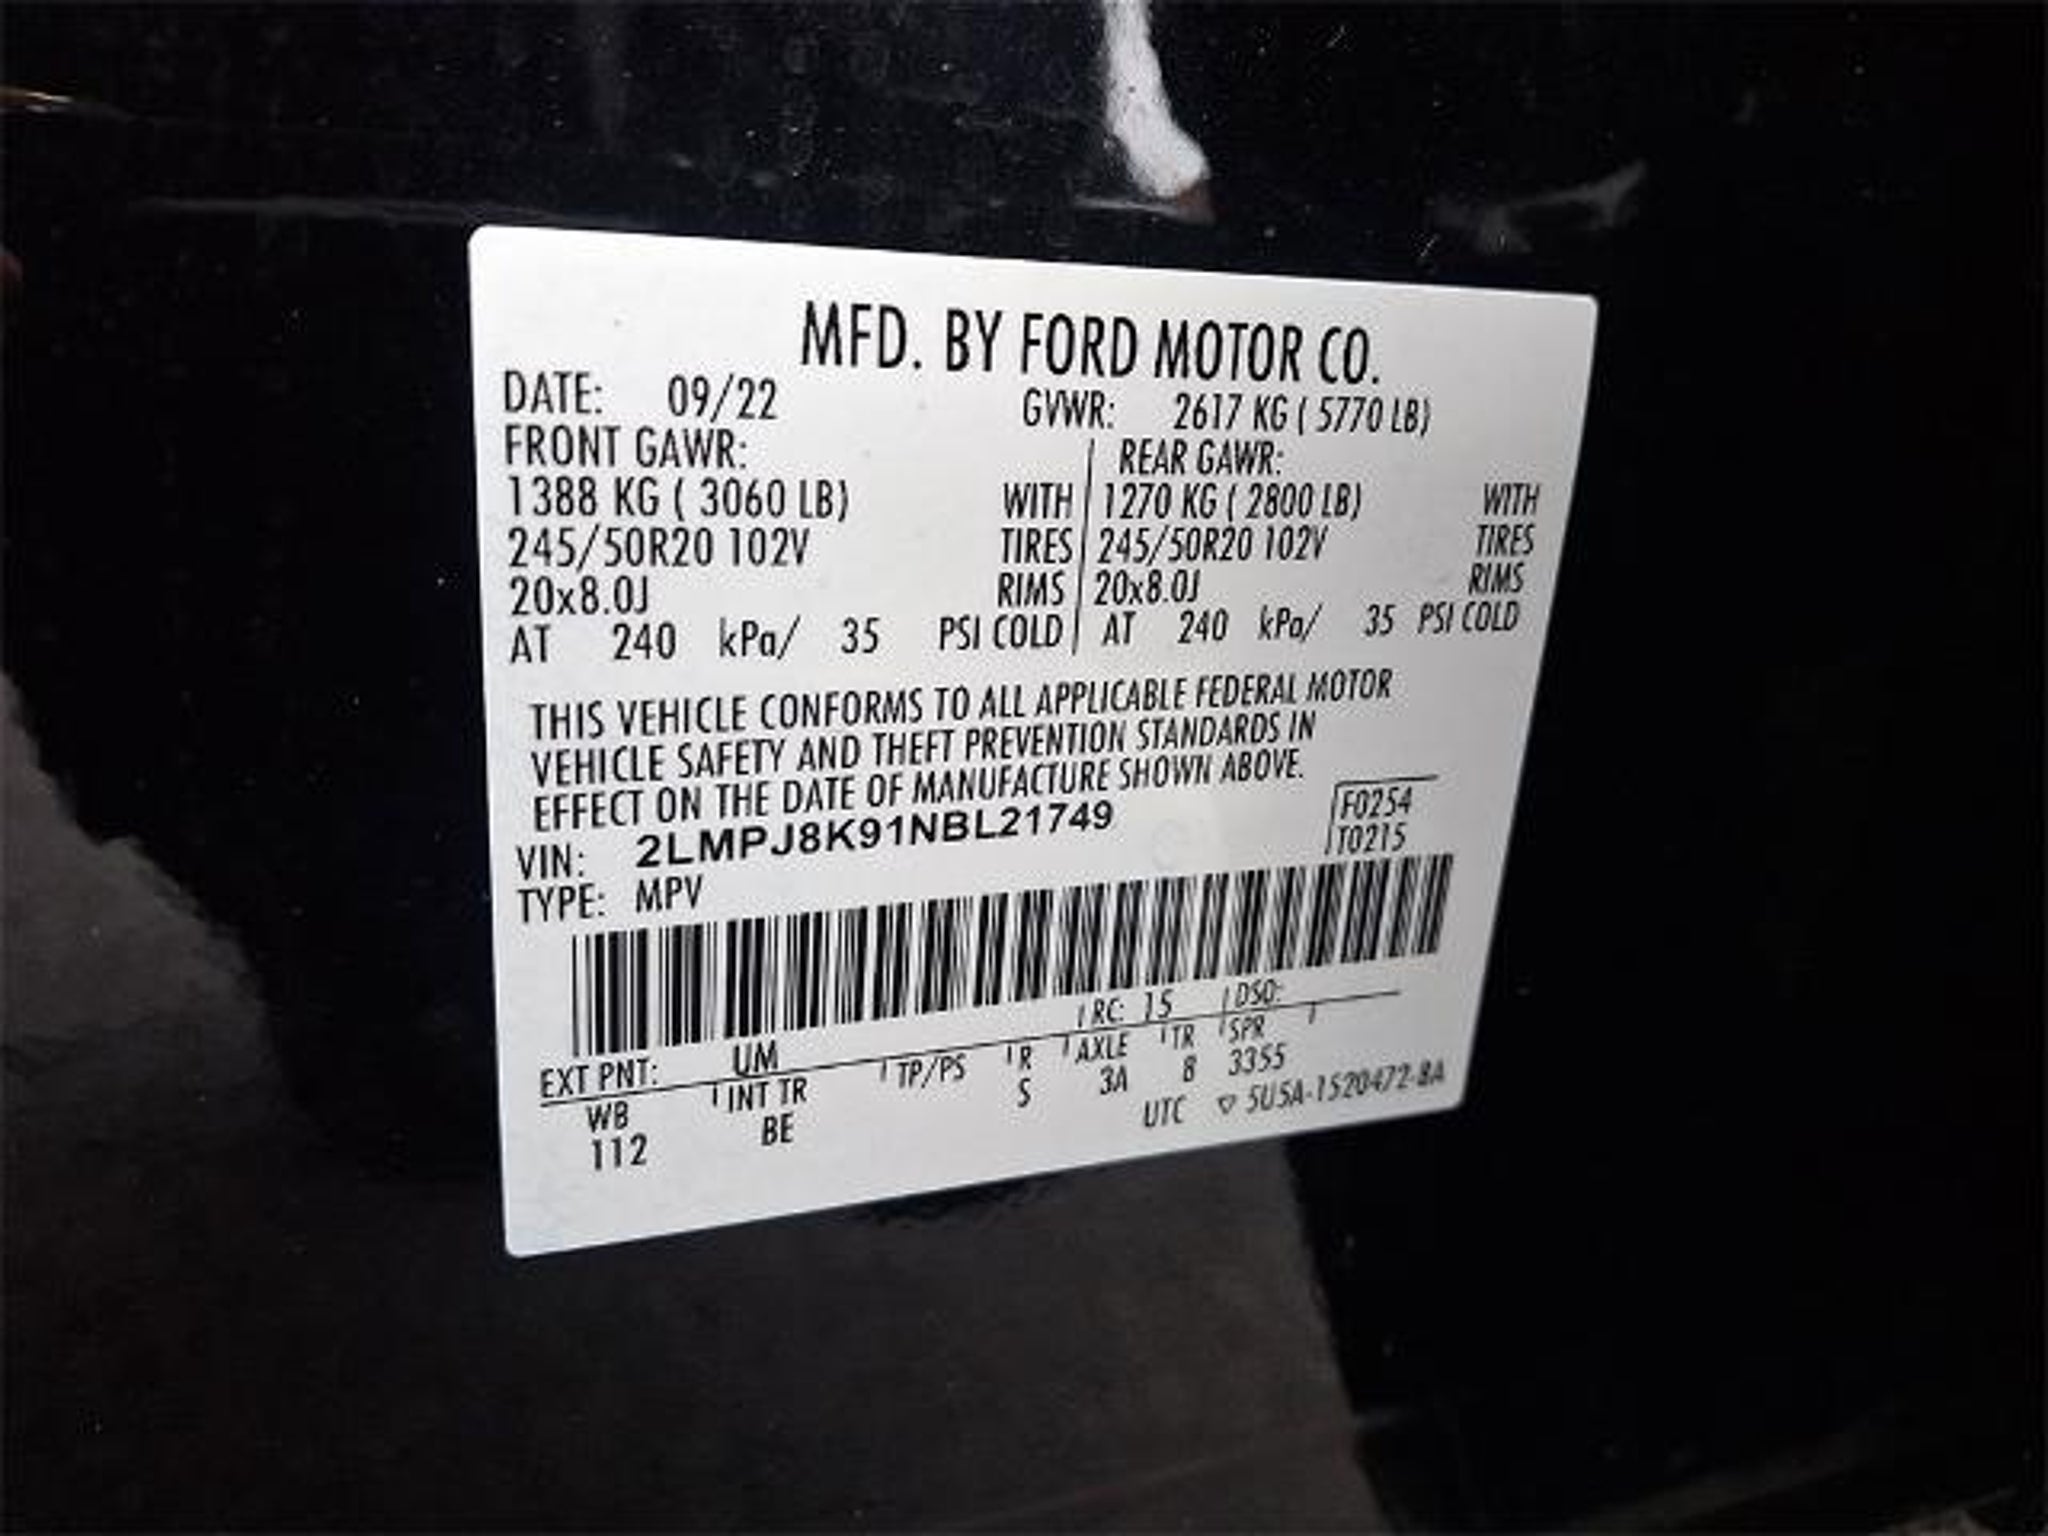 MFD. BY FORD MOTOR CO.
DATE: 09/22 GVWR: 2617 KG ( 5770 LB)
FRONT GAWR: REAR GAWR:
1388 KG ( 3060 LB) WITH 1270 KG ( 2800 LB) WITH
245/50R20 102V TIRES 245/50R20 102V TIRES
20x8.0J RIMS 20x8.0J RIMS
AT 240 kPa/ 35 PSI COLD AT 240 kPa/ 35 PSI COLD
THIS VEHICLE CONFORMS TO ALL APPLICABLE FEDERAL MOTOR
VEHICLE SAFETY AND THEFT PREVENTION STANDARDS IN
EFFECT ON THE DATE OF MANUFACTURE SHOWN ABOVE.
VIN: 2LMPJ8K91NBL21749 F0254
TYPE: MPV T0215
EXT PNT: UM RC: 15 DSO:
WB INT TR TP/PS R AXLE TR SPR
112 BE S 3A 8 3355
UTC ▽ 5U5A-1520472-BA